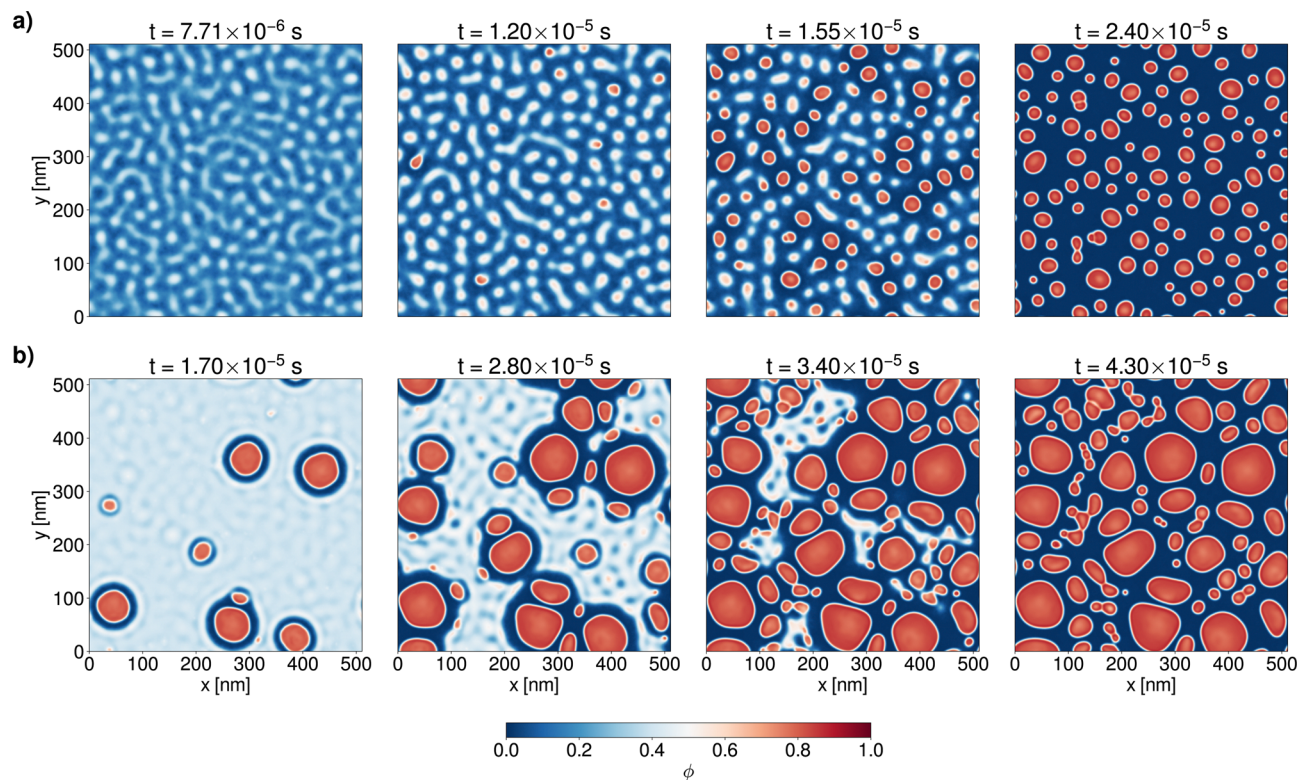 a)
t = 7.71×10⁻⁶ s
t = 1.20×10⁻⁵ s
t = 1.55×10⁻⁵ s
t = 2.40×10⁻⁵ s
500
400
300
200
100
0
y [nm]
b)
t = 1.70×10⁻⁵ s
t = 2.80×10⁻⁵ s
t = 3.40×10⁻⁵ s
t = 4.30×10⁻⁵ s
500
400
300
200
100
0
y [nm]
0 100 200 300 400 500
0 100 200 300 400 500
0 100 200 300 400 500
0 100 200 300 400 500
x [nm]
x [nm]
x [nm]
x [nm]
0.0 0.2 0.4 0.6 0.8 1.0
ϕ